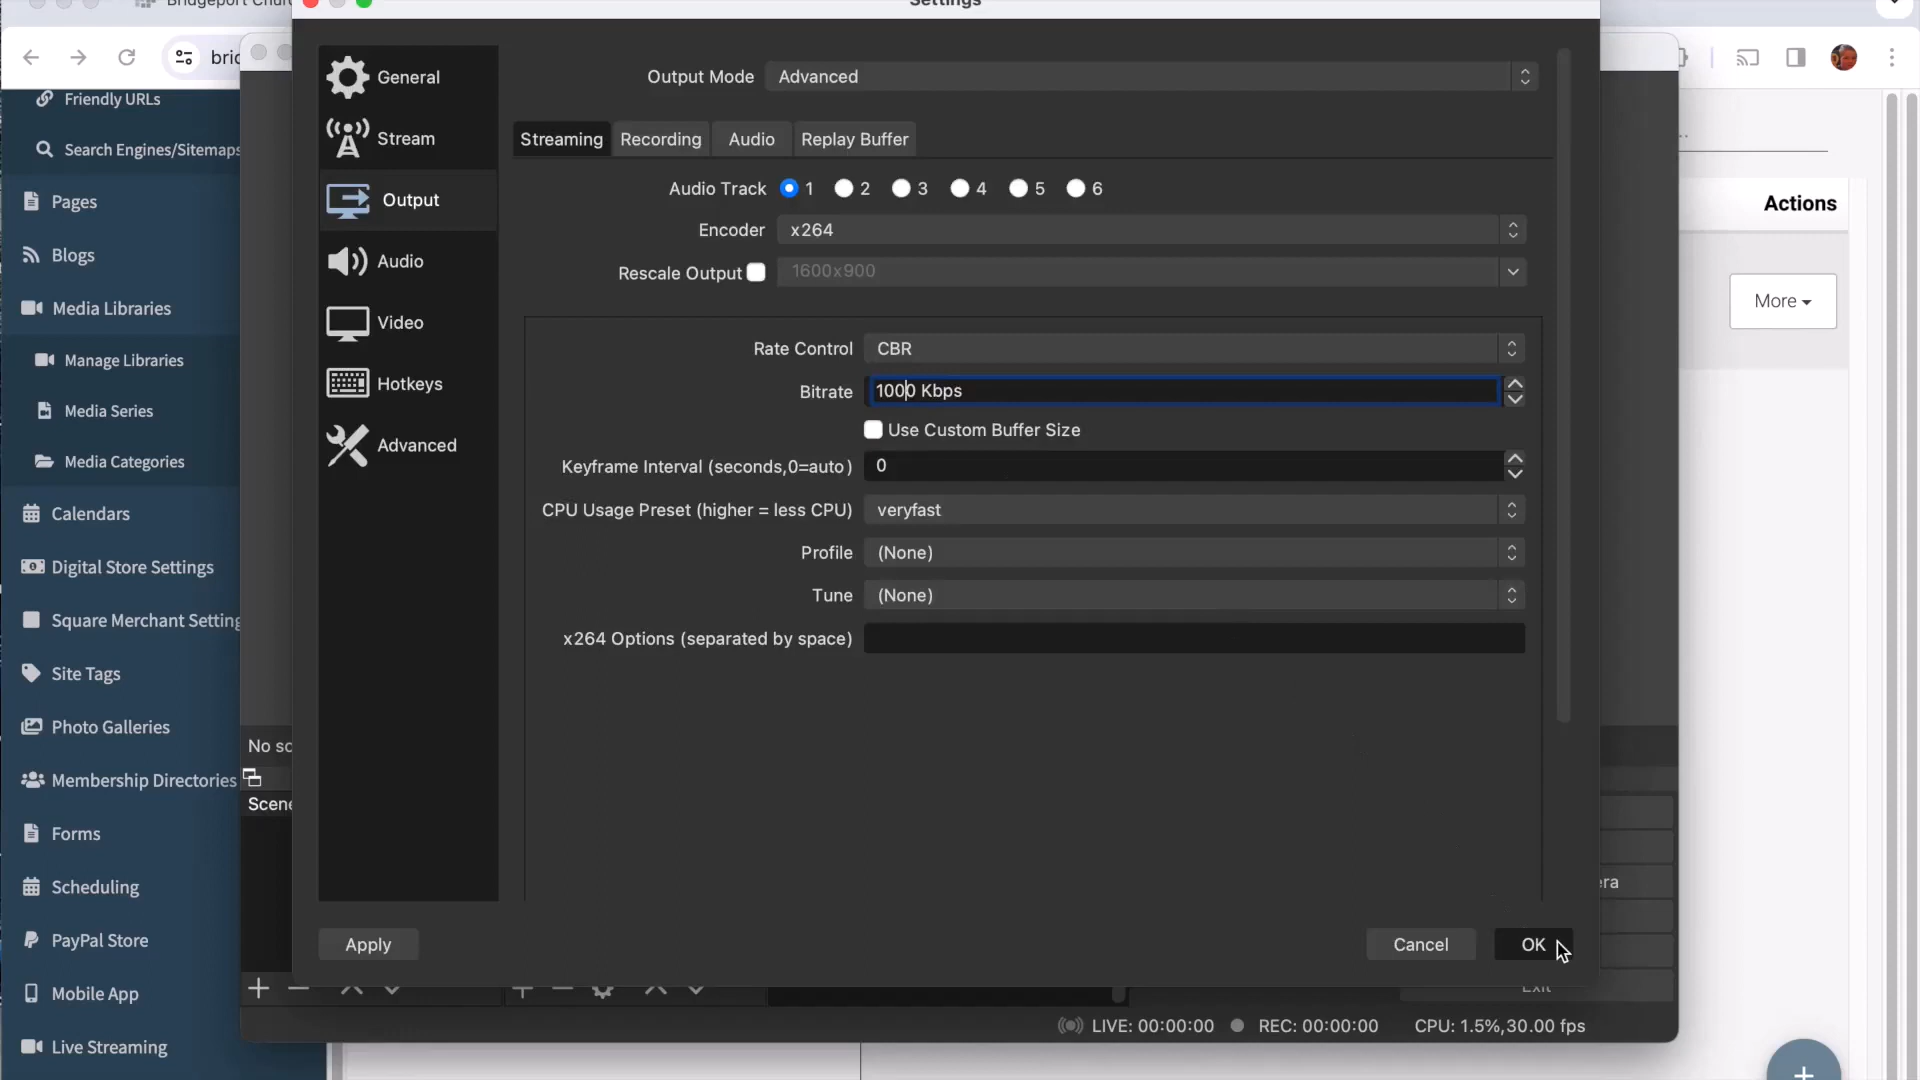 Settings
bric
Friendly URLs
Search Engines/Sitemaps
Pages
Blogs
Media Libraries
Manage Libraries
Media Series
Media Categories
Calendars
Digital Store Settings
Square Merchant Setting
Site Tags
Photo Galleries
Membership Directories
Forms
Scheduling
PayPal Store
Mobile App
Live Streaming
General
Stream
Output
Audio
Video
Hotkeys
Advanced
Output Mode Advanced
Streaming Recording Audio Replay Buffer
Audio Track 1 2 3 4 5 6
Encoder x264
Rescale Output 1600x900
Rate Control CBR
Bitrate 1000 Kbps
Use Custom Buffer Size
Keyframe Interval (seconds,0=auto) 0
CPU Usage Preset (higher = less CPU) veryfast
Profile (None)
Tune (None)
x264 Options (separated by space)
Apply Cancel OK
Actions
More
No sc
Scene
era
Exit
LIVE: 00:00:00 REC: 00:00:00 CPU: 1.5%,30.00 fps